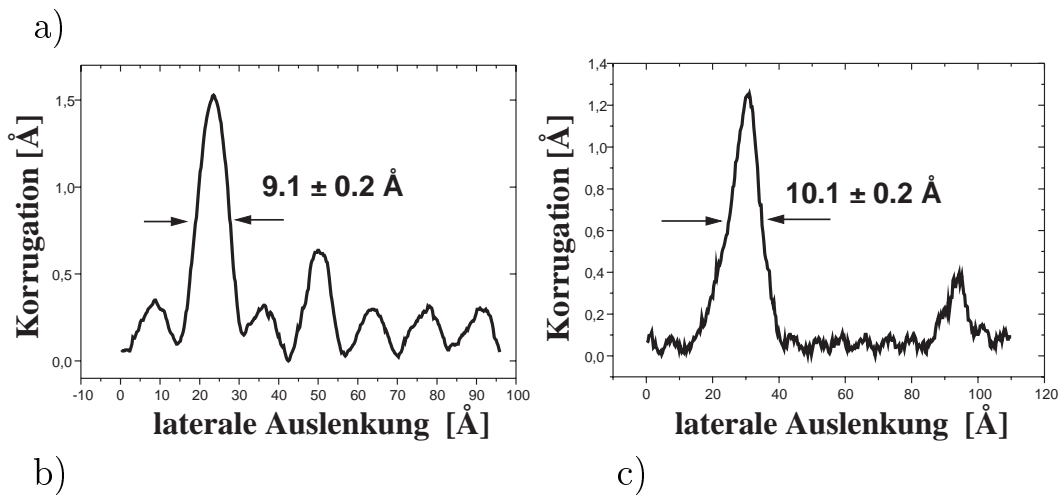 a)
Korrugation [Å]
1,5
1,0
0,5
0,0
9.1 ± 0.2 Å
-10 0 10 20 30 40 50 60 70 80 90 100
laterale Auslenkung [Å]
b)
Korrugation [Å]
1,4
1,2
1,0
0,8
0,6
0,4
0,2
0,0
10.1 ± 0.2 Å
0 20 40 60 80 100 120
laterale Auslenkung [Å]
c)